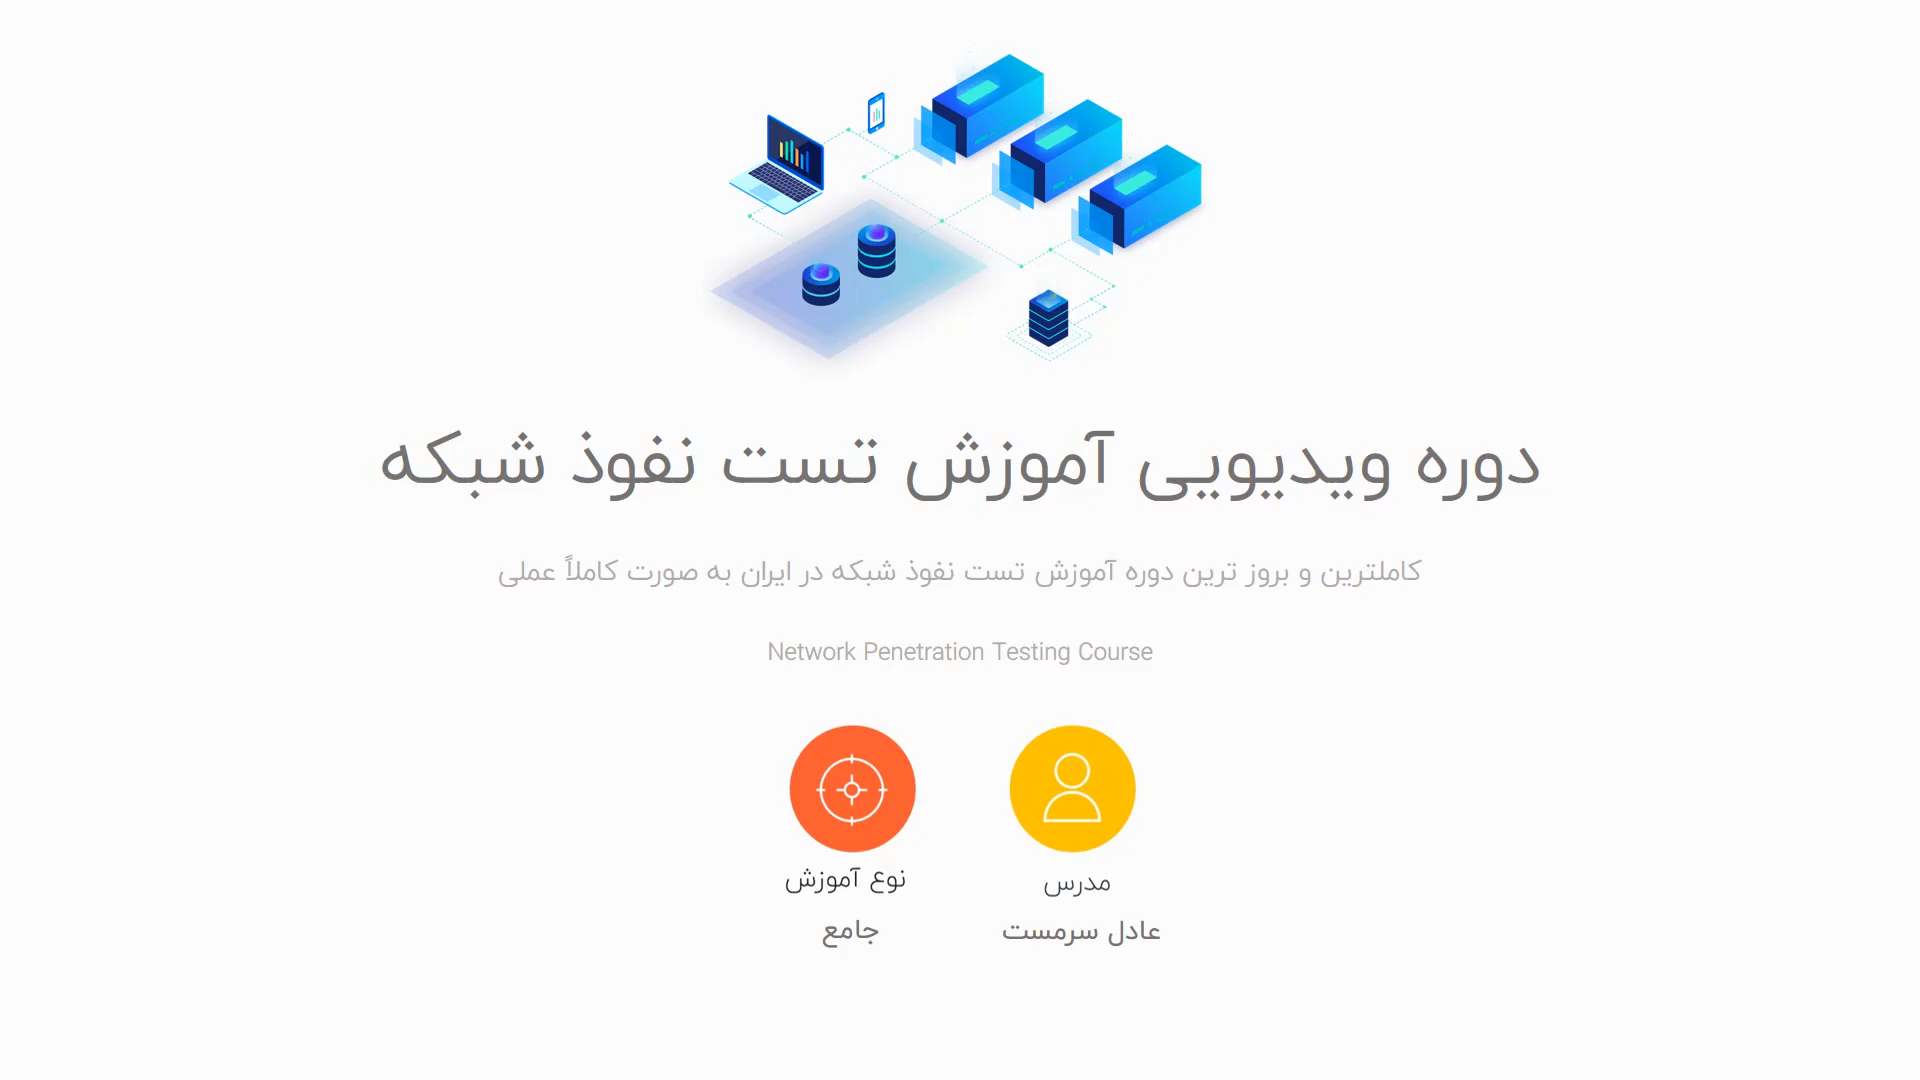 دوره ویدیویی آموزش تست نفوذ شبکه
کاملترین و بروز ترین دوره آموزش تست نفوذ شبکه در ایران به صورت کاملاً عملی
Network Penetration Testing Course
مدرس
عادل سرمست
نوع آموزش
جامع